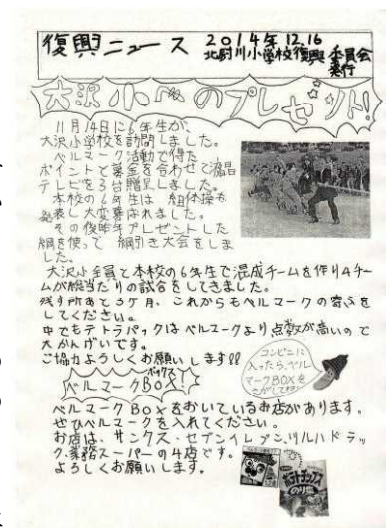 復興ニュース
2014年12.16
北尉川小学校復興委員会
発行
大沢小へのプレゼント!
11月14日に6年生が、
大沢小学校を訪問しました。
ベルマーク活動で得た
ポイントと募金を合わせて液晶
テレビを3台贈呈しました。
本校の6年生は組体操を
発表し大変喜ばれました。
その後昨年プレゼントした
綱を使って 綱引き大会をしま
した。
大沢小全員と本校の6年生で混成チームを作り4チー
ムが総当たりの試合をしてきました。
残す所あと3ヶ月、これからもベルマークの寄ふを
してください。
中でもテトラパックはベルマークより点数が高いので
大かんげいです。
ご協力よろしくお願いします!!
コンビニに
入ったら、ベル
マークBOXを
さがしてネ!
ベルマークBOX!
ボックス
ベルマークBOXをおいているお店があります。
ぜひベルマークを入れてください。
お店は、サンクス・セブンイレブン・ツルハドラッ
グ・業務スーパーの4店です。
よろしくお願いします。
ポテトチップス
のり塩